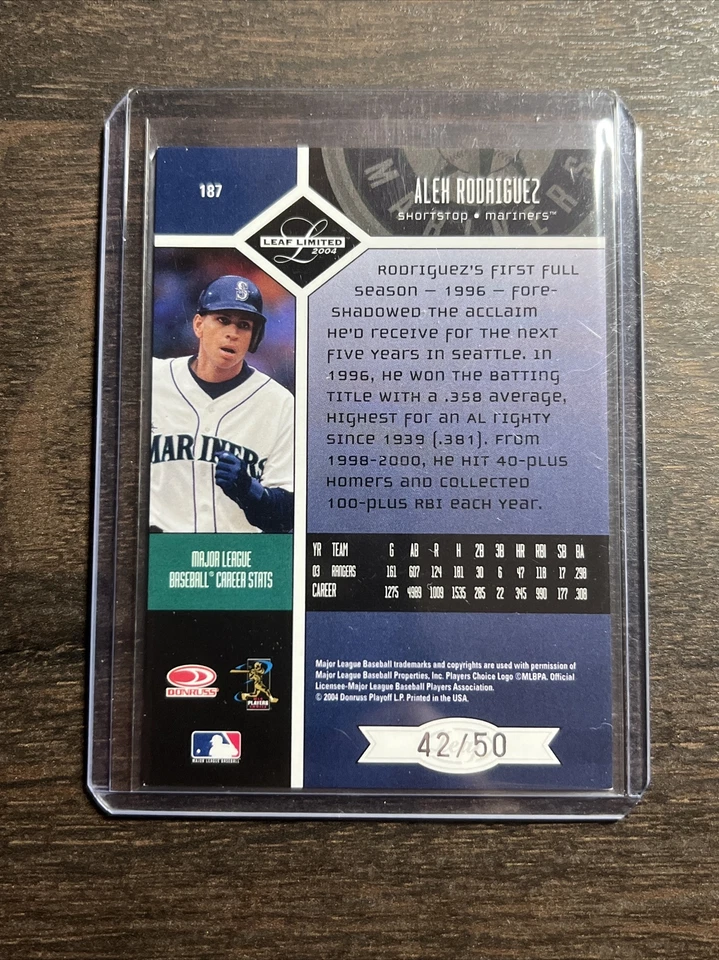 187
ALEX RODRIGUEZ
SHORTSTOP • MARINERS™
MARINERS
LEAF LIMITED
2004
RODRIGUEZ'S FIRST FULL
SEASON – 1996 – FORE-
SHADOWED THE ACCLAIM
HE'D RECEIVE FOR THE NEXT
FIVE YEARS IN SEATTLE. IN
1996, HE WON THE BATTING
TITLE WITH A .358 AVERAGE,
HIGHEST FOR AN AL RIGHTY
SINCE 1939 (.381). FROM
1998-2000, HE HIT 40-PLUS
HOMERS AND COLLECTED
100-PLUS RBI EACH YEAR.
S
MARINERS
MAJOR LEAGUE
BASEBALL® CAREER STATS
YR TEAM G AB R H 2B 3B HR RBI SB BA
03 RANGERS 161 607 124 181 30 6 47 118 17 .298
CAREER 1275 4989 1009 1535 285 22 345 990 177 .308
Major League Baseball trademarks and copyrights are used with permission of
Major League Baseball Properties, Inc. Players Choice Logo ©MLBPA. Official
Licensee-Major League Baseball Players Association.
© 2004 Donruss Playoff L.P. Printed in the USA.
DONRUSS
PLAYERS
CHOICE
MAJOR LEAGUE BASEBALL
42/50